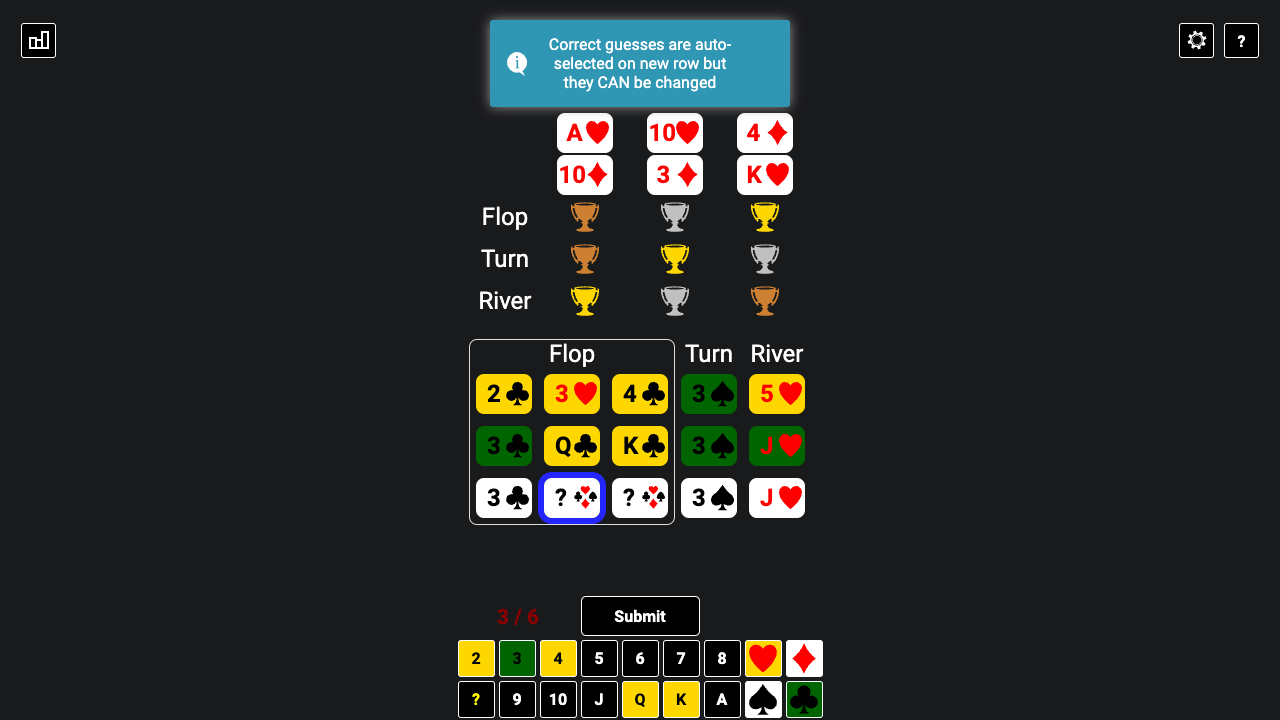 Correct guesses are auto-
selected on new row but
they CAN be changed
?
A 10 4
10 3 K
Flop
Turn
River
Flop Turn River
2 3 4 3 5
3 Q K 3 J
3 ? ? 3 J
3 / 6 Submit
2 3 4 5 6 7 8
? 9 10 J Q K A